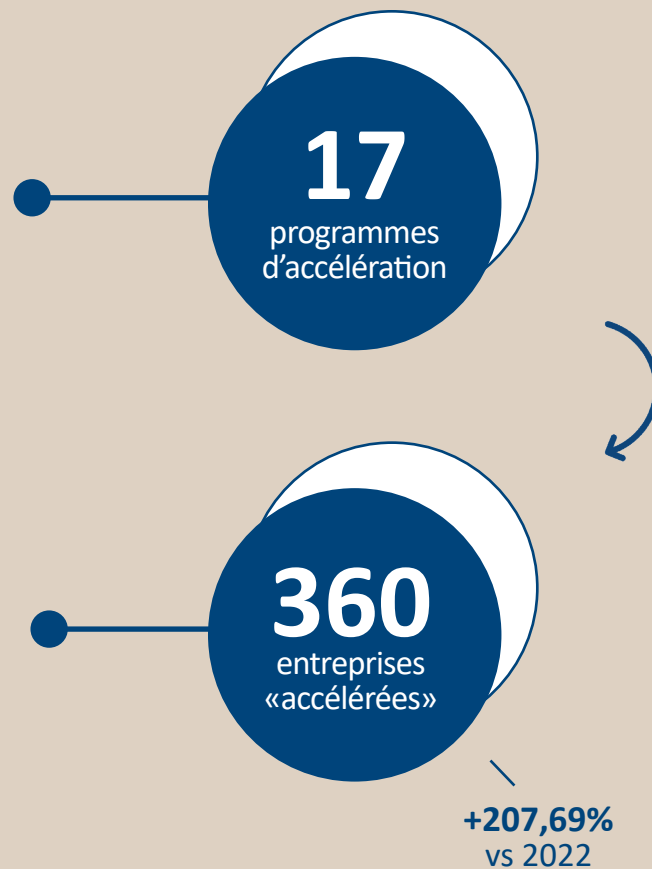 17
programmes
d'accélération
360
entreprises
«accélérées»
+207,69%
vs 2022